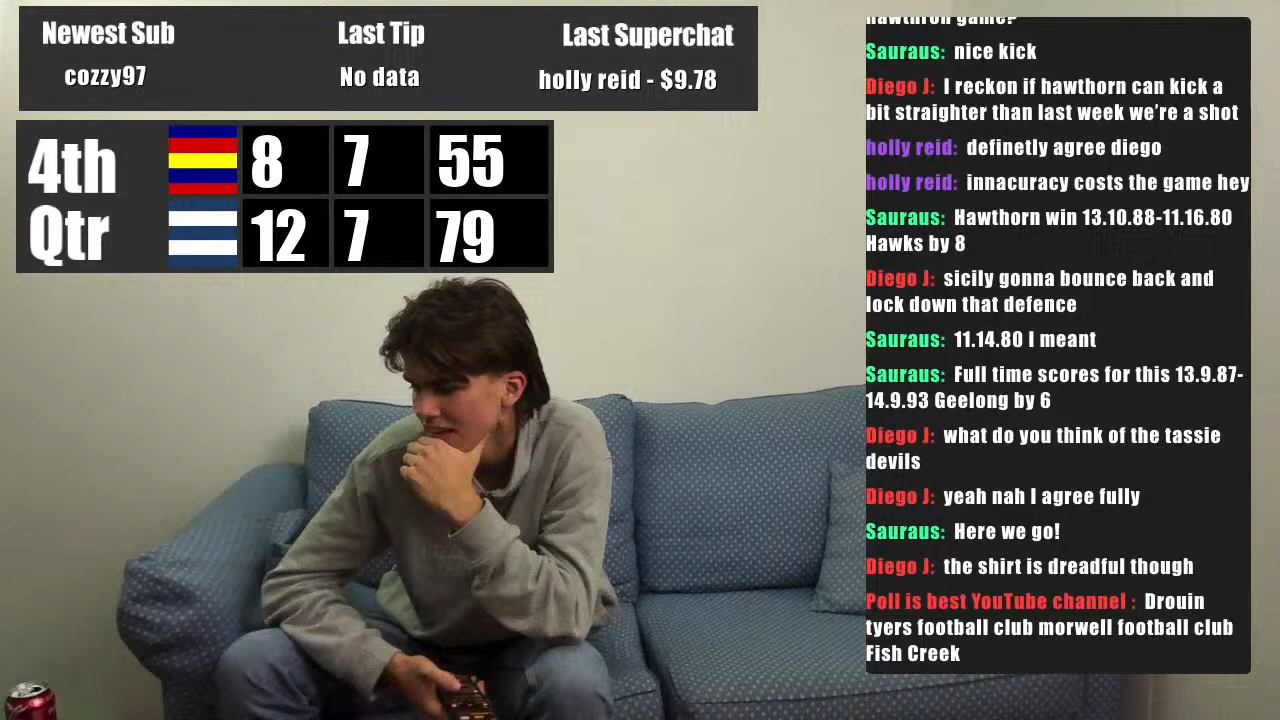 Newest Sub
Last Tip
Last Superchat
cozzy97
No data
holly reid - $9.78
4th
8 7 55
Qtr
12 7 79
hawthron game?
Sauraus: nice kick
Diego J: I reckon if hawthorn can kick a
bit straighter than last week we’re a shot
holly reid: definetly agree diego
holly reid: innacuracy costs the game hey
Sauraus: Hawthorn win 13.10.88-11.16.80
Hawks by 8
Diego J: sicily gonna bounce back and
lock down that defence
Sauraus: 11.14.80 I meant
Sauraus: Full time scores for this 13.9.87-
14.9.93 Geelong by 6
Diego J: what do you think of the tassie
devils
Diego J: yeah nah I agree fully
Sauraus: Here we go!
Diego J: the shirt is dreadful though
Poll is best YouTube channel : Drouin
tyers football club morwell football club
Fish Creek